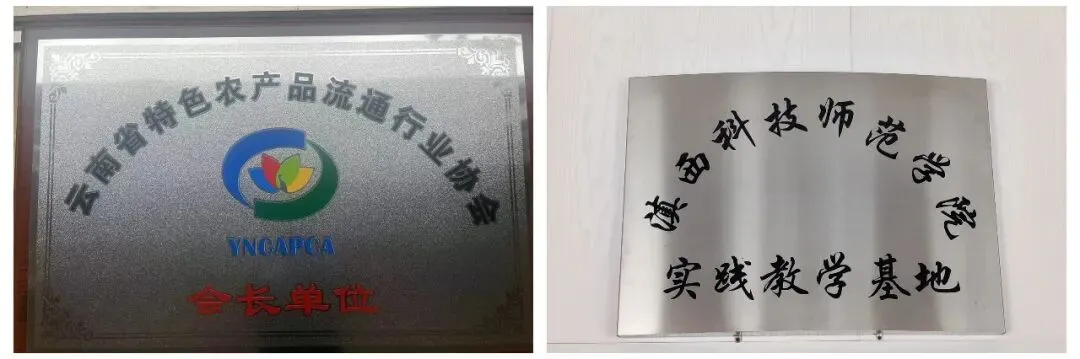 云南省特色农产品流通行业协会
YNCAPCA
会长单位
滇西科技师范学院
实践教学基地